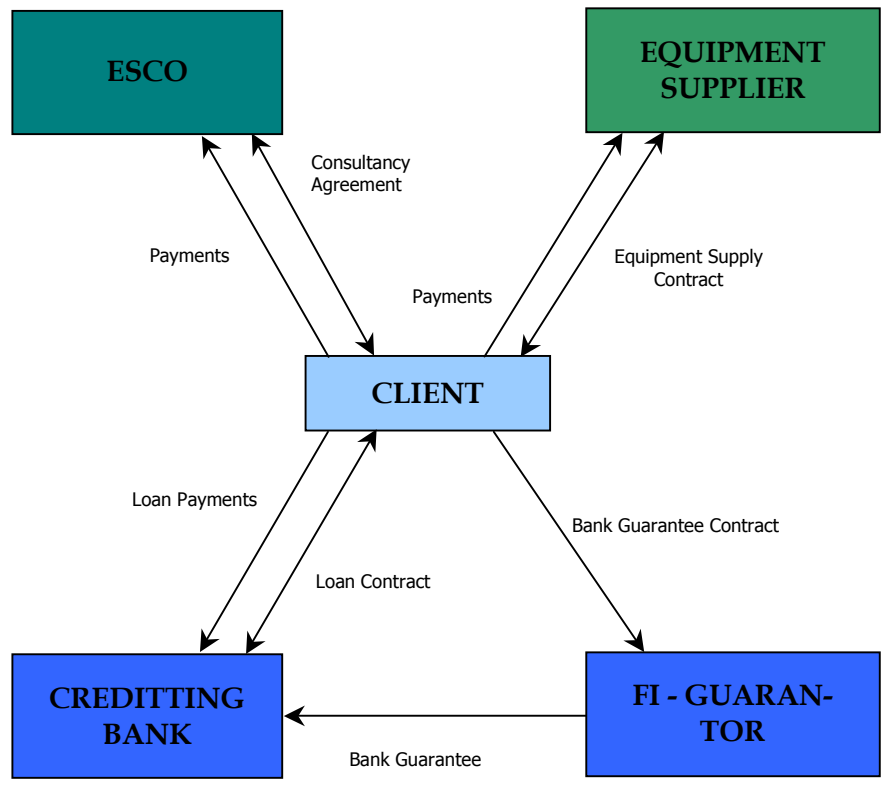 ESCO
EQUIPMENT
SUPPLIER
Consultancy
Agreement
Payments
Equipment Supply
Contract
Payments
CLIENT
Loan Payments
Bank Guarantee Contract
Loan Contract
CREDITTING
BANK
FI - GUARAN-
TOR
Bank Guarantee